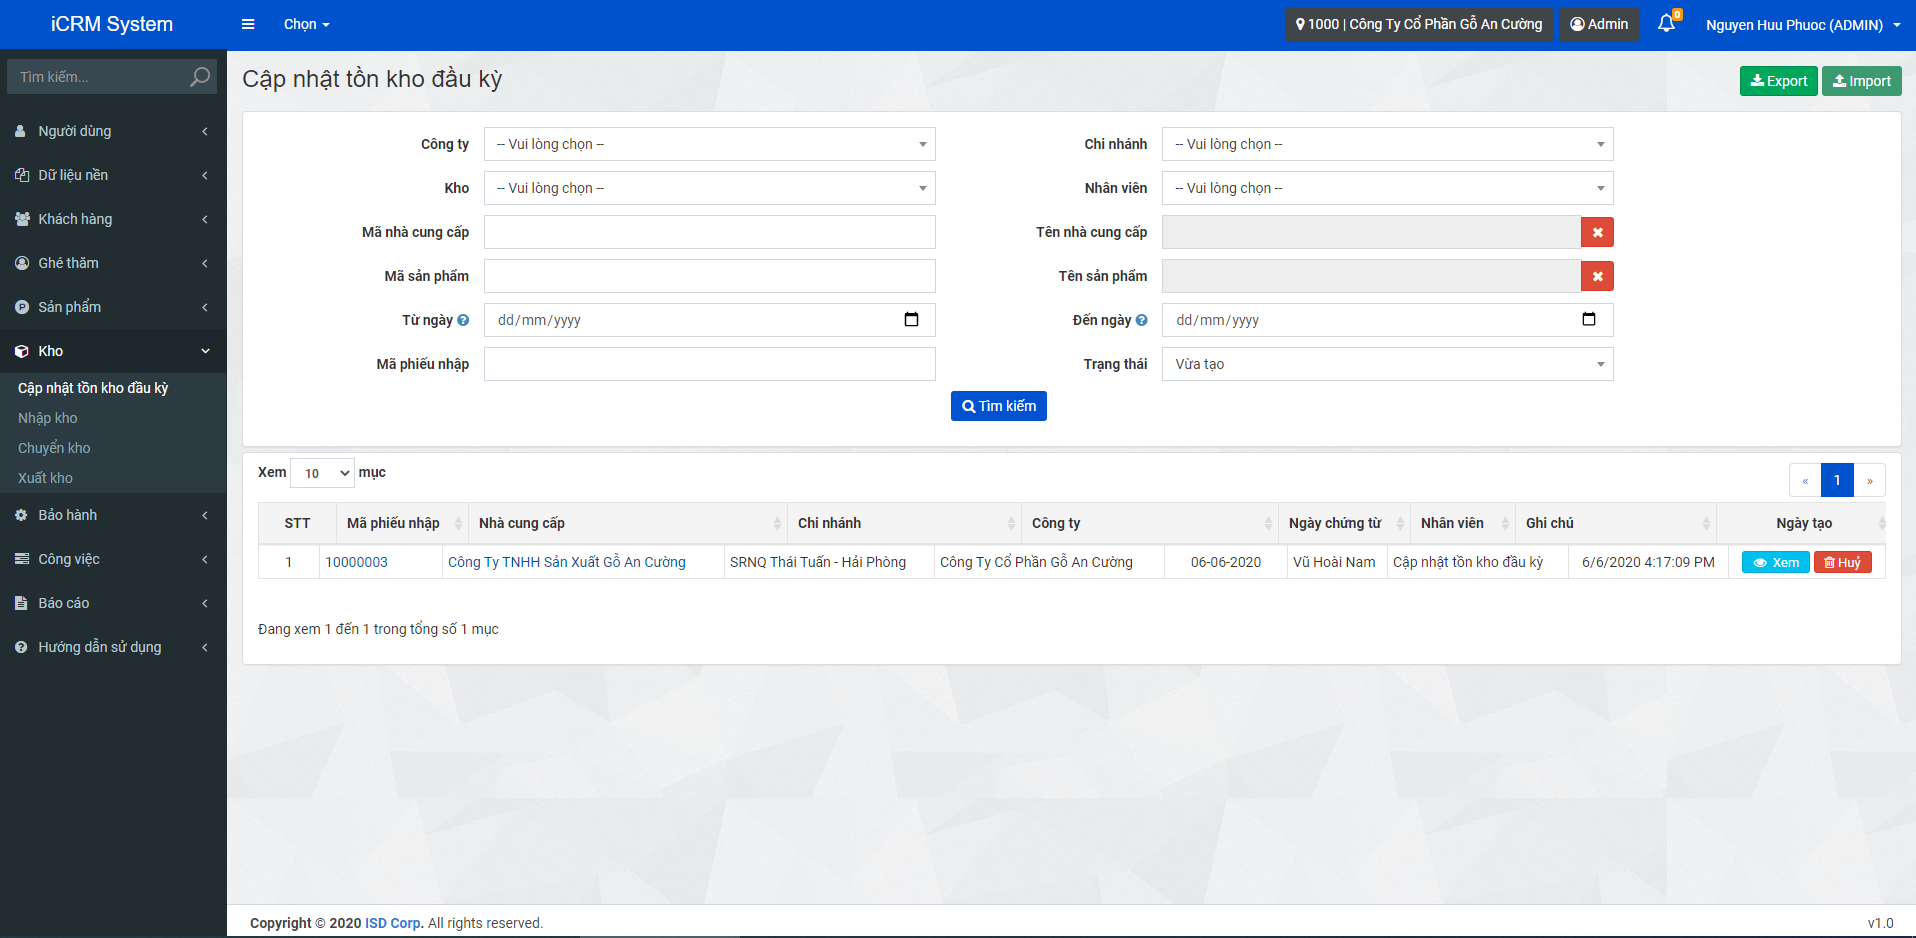 iCRM System
Chọn
1000 | Công Ty Cổ Phần Gỗ An Cường
Admin
0
Nguyen Huu Phuoc (ADMIN)
Tìm kiếm...
Người dùng
Dữ liệu nền
Khách hàng
Ghé thăm
Sản phẩm
Kho
Cập nhật tồn kho đầu kỳ
Nhập kho
Chuyển kho
Xuất kho
Bảo hành
Công việc
Báo cáo
Hướng dẫn sử dụng
Cập nhật tồn kho đầu kỳ
Export
Import
Công ty
-- Vui lòng chọn --
Chi nhánh
-- Vui lòng chọn --
Kho
-- Vui lòng chọn --
Nhân viên
-- Vui lòng chọn --
Mã nhà cung cấp
Tên nhà cung cấp
Mã sản phẩm
Tên sản phẩm
Từ ngày
dd/mm/yyyy
Đến ngày
dd/mm/yyyy
Mã phiếu nhập
Trạng thái
Vừa tạo
Tìm kiếm
Xem 10 mục
« 1 »
STT Mã phiếu nhập Nhà cung cấp Chi nhánh Công ty Ngày chứng từ Nhân viên Ghi chú Ngày tạo
1 10000003 Công Ty TNHH Sản Xuất Gỗ An Cường SRNQ Thái Tuấn - Hải Phòng Công Ty Cổ Phần Gỗ An Cường 06-06-2020 Vũ Hoài Nam Cập nhật tồn kho đầu kỳ 6/6/2020 4:17:09 PM Xem Huỷ
Đang xem 1 đến 1 trong tổng số 1 mục
Copyright © 2020 ISD Corp. All rights reserved.
v1.0